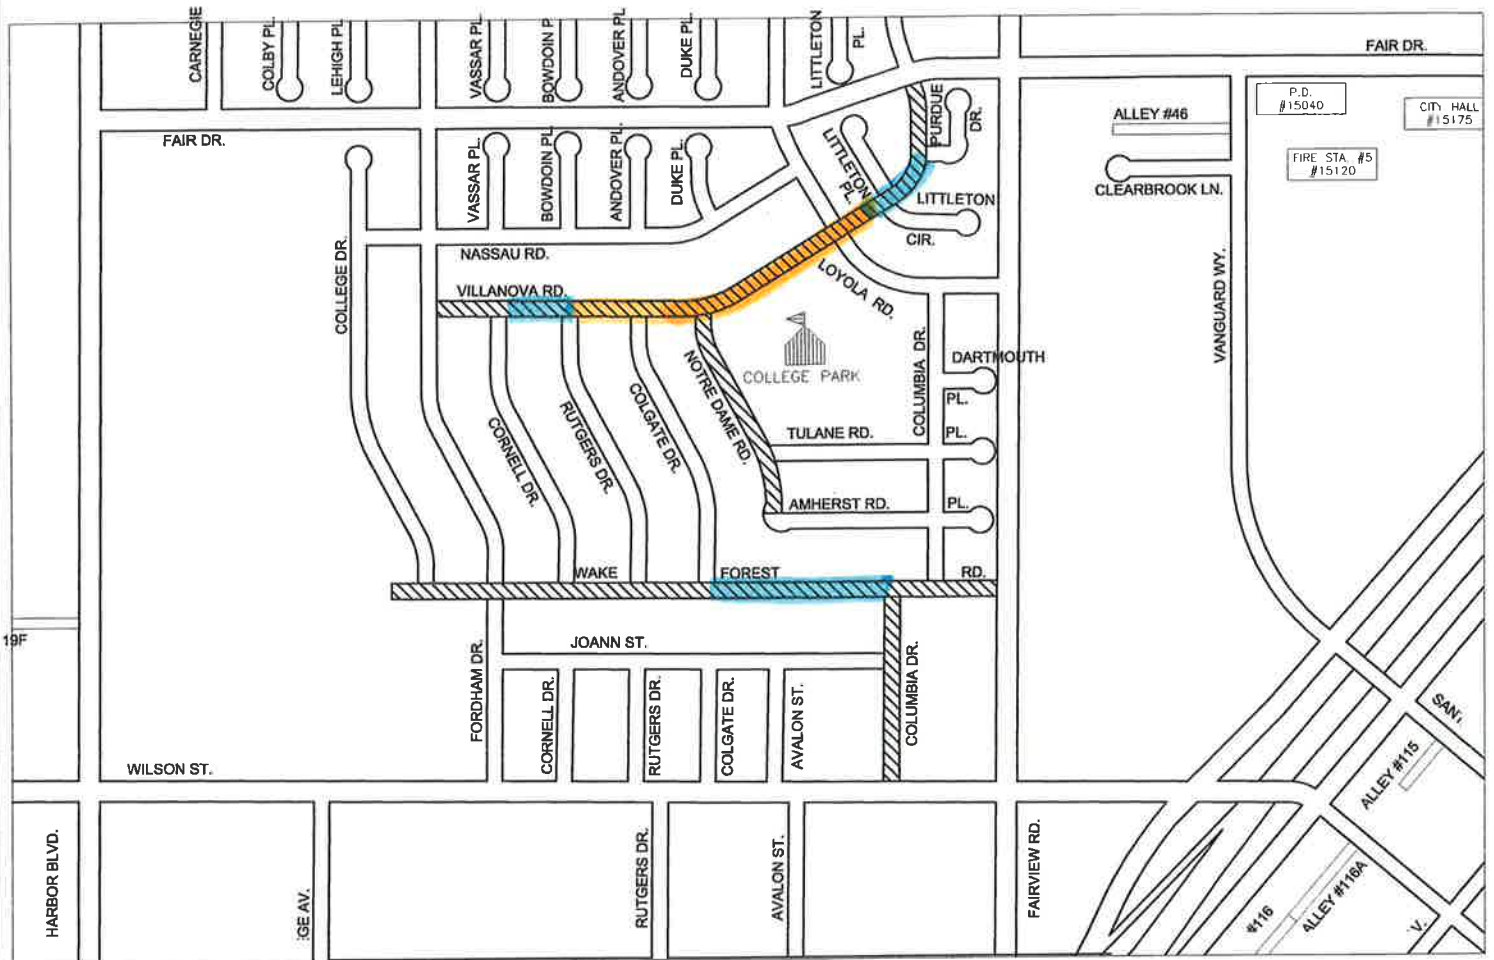 CARNEGIE
COLBY PL.
LEHIGH PL.
VASSAR PL.
BOWDOIN P
ANDOVER PL
DUKE PL.
LITTLETON
PL.
FAIR DR.
P.D.
#15040
CITY HALL
#15175
ALLEY #46
FIRE STA. #5
#15120
FAIR DR.
PURDUE
DR.
VASSAR PL.
BOWDOIN PL.
ANDOVER PL.
DUKE PL.
LITTLETON
PL.
CLEARBROOK LN.
LITTLETON
CIR.
NASSAU RD.
COLLEGE DR.
VILLANOVA RD.
LOYOLA RD.
VANGUARD WY.
COLLEGE PARK
COLUMBIA DR.
DARTMOUTH
PL.
NOTRE DAME RD.
COLGATE DR.
RUTGERS DR.
CORNELL DR.
TULANE RD.
PL.
AMHERST RD.
PL.
WAKE
FOREST
RD.
19F
JOANN ST.
FORDHAM DR.
CORNELL DR.
RUTGERS DR.
COLGATE DR.
AVALON ST.
COLUMBIA DR.
WILSON ST.
ALLEY #115
HARBOR BLVD.
GE AV.
RUTGERS DR.
AVALON ST.
FAIRVIEW RD.
#116
ALLEY #116A
V.